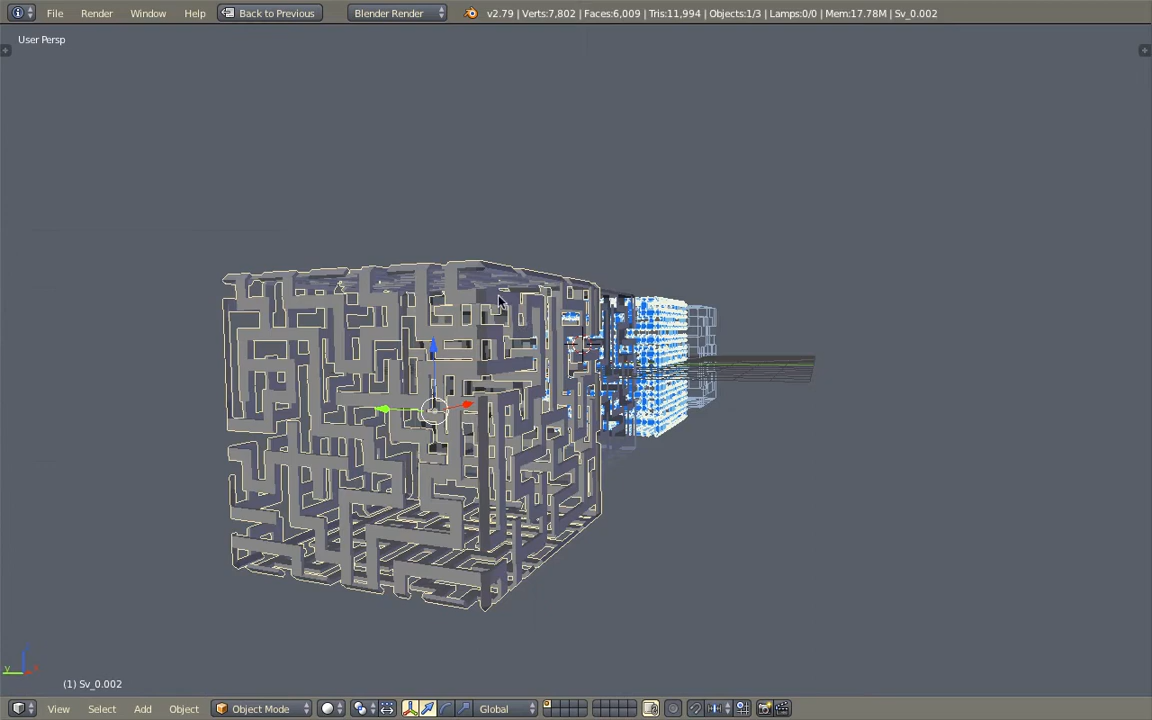 File Render Window Help Back to Previous Blender Render v2.79 | Verts:7,802 | Faces:6,009 | Tris:11,994 | Objects:1/3 | Lamps:0/0 | Mem:17.78M | Sv_0.002
User Persp
y
(1) Sv_0.002
View Select Add Object Object Mode Global